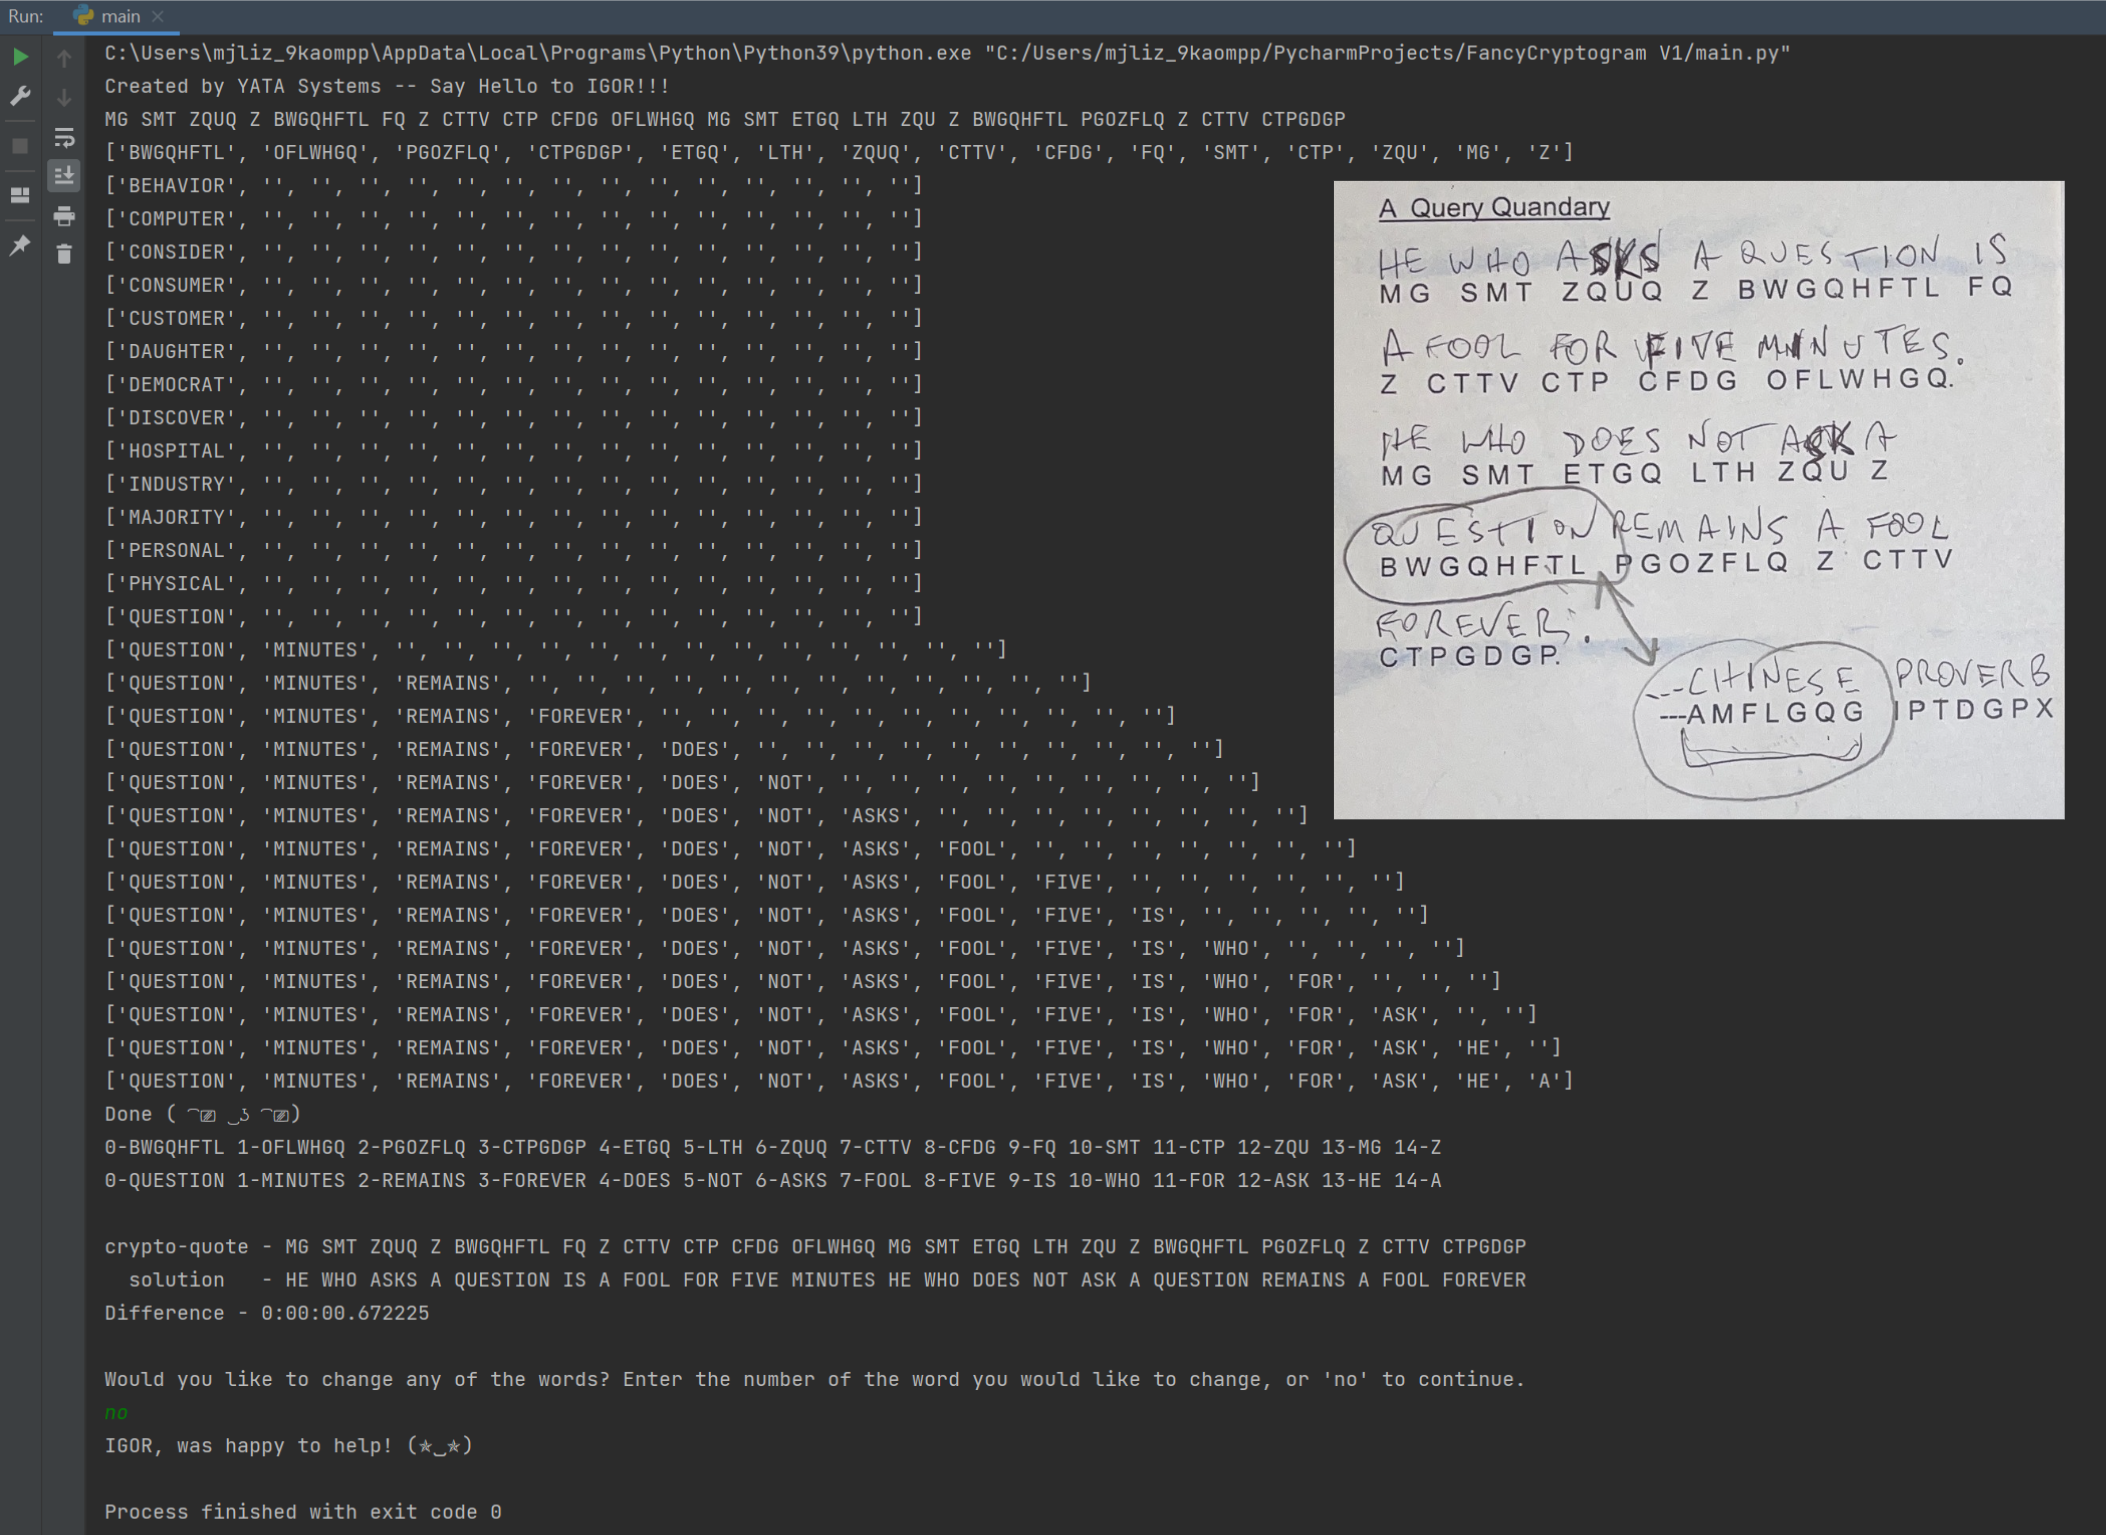 Run: main
C:\Users\mjliz_9kaompp\AppData\Local\Programs\Python\Python39\python.exe "C:/Users/mjliz_9kaompp/PycharmProjects/FancyCryptogram V1/main.py"
Created by YATA Systems -- Say Hello to IGOR!!!
MG SMT ZQUQ Z BWGQHFTL FQ Z CTTV CTP CFDG OFLWHGQ MG SMT ETGQ LTH ZQU Z BWGQHFTL PGOZFLQ Z CTTV CTPGDGP
['BWGQHFTL', 'OFLWHGQ', 'PGOZFLQ', 'CTPGDGP', 'ETGQ', 'LTH', 'ZQUQ', 'CTTV', 'CFDG', 'FQ', 'SMT', 'CTP', 'ZQU', 'MG', 'Z']
['BEHAVIOR', '', '', '', '', '', '', '', '', '', '', '', '', '', '']
['COMPUTER', '', '', '', '', '', '', '', '', '', '', '', '', '', '']
['CONSIDER', '', '', '', '', '', '', '', '', '', '', '', '', '', '']
['CONSUMER', '', '', '', '', '', '', '', '', '', '', '', '', '', '']
['CUSTOMER', '', '', '', '', '', '', '', '', '', '', '', '', '', '']
['DAUGHTER', '', '', '', '', '', '', '', '', '', '', '', '', '', '']
['DEMOCRAT', '', '', '', '', '', '', '', '', '', '', '', '', '', '']
['DISCOVER', '', '', '', '', '', '', '', '', '', '', '', '', '', '']
['HOSPITAL', '', '', '', '', '', '', '', '', '', '', '', '', '', '']
['INDUSTRY', '', '', '', '', '', '', '', '', '', '', '', '', '', '']
['MAJORITY', '', '', '', '', '', '', '', '', '', '', '', '', '', '']
['PERSONAL', '', '', '', '', '', '', '', '', '', '', '', '', '', '']
['PHYSICAL', '', '', '', '', '', '', '', '', '', '', '', '', '', '']
['QUESTION', '', '', '', '', '', '', '', '', '', '', '', '', '', '']
['QUESTION', 'MINUTES', '', '', '', '', '', '', '', '', '', '', '', '', '']
['QUESTION', 'MINUTES', 'REMAINS', '', '', '', '', '', '', '', '', '', '', '', '']
['QUESTION', 'MINUTES', 'REMAINS', 'FOREVER', '', '', '', '', '', '', '', '', '', '', '']
['QUESTION', 'MINUTES', 'REMAINS', 'FOREVER', 'DOES', '', '', '', '', '', '', '', '', '', '']
['QUESTION', 'MINUTES', 'REMAINS', 'FOREVER', 'DOES', 'NOT', '', '', '', '', '', '', '', '', '']
['QUESTION', 'MINUTES', 'REMAINS', 'FOREVER', 'DOES', 'NOT', 'ASKS', '', '', '', '', '', '', '', '']
['QUESTION', 'MINUTES', 'REMAINS', 'FOREVER', 'DOES', 'NOT', 'ASKS', 'FOOL', '', '', '', '', '', '', '']
['QUESTION', 'MINUTES', 'REMAINS', 'FOREVER', 'DOES', 'NOT', 'ASKS', 'FOOL', 'FIVE', '', '', '', '', '', '']
['QUESTION', 'MINUTES', 'REMAINS', 'FOREVER', 'DOES', 'NOT', 'ASKS', 'FOOL', 'FIVE', 'IS', '', '', '', '', '']
['QUESTION', 'MINUTES', 'REMAINS', 'FOREVER', 'DOES', 'NOT', 'ASKS', 'FOOL', 'FIVE', 'IS', 'WHO', '', '', '', '']
['QUESTION', 'MINUTES', 'REMAINS', 'FOREVER', 'DOES', 'NOT', 'ASKS', 'FOOL', 'FIVE', 'IS', 'WHO', 'FOR', '', '', '']
['QUESTION', 'MINUTES', 'REMAINS', 'FOREVER', 'DOES', 'NOT', 'ASKS', 'FOOL', 'FIVE', 'IS', 'WHO', 'FOR', 'ASK', '', '']
['QUESTION', 'MINUTES', 'REMAINS', 'FOREVER', 'DOES', 'NOT', 'ASKS', 'FOOL', 'FIVE', 'IS', 'WHO', 'FOR', 'ASK', 'HE', '']
['QUESTION', 'MINUTES', 'REMAINS', 'FOREVER', 'DOES', 'NOT', 'ASKS', 'FOOL', 'FIVE', 'IS', 'WHO', 'FOR', 'ASK', 'HE', 'A']
Done
0-BWGQHFTL 1-OFLWHGQ 2-PGOZFLQ 3-CTPGDGP 4-ETGQ 5-LTH 6-ZQUQ 7-CTTV 8-CFDG 9-FQ 10-SMT 11-CTP 12-ZQU 13-MG 14-Z
0-QUESTION 1-MINUTES 2-REMAINS 3-FOREVER 4-DOES 5-NOT 6-ASKS 7-FOOL 8-FIVE 9-IS 10-WHO 11-FOR 12-ASK 13-HE 14-A
crypto-quote - MG SMT ZQUQ Z BWGQHFTL FQ Z CTTV CTP CFDG OFLWHGQ MG SMT ETGQ LTH ZQU Z BWGQHFTL PGOZFLQ Z CTTV CTPGDGP
solution - HE WHO ASKS A QUESTION IS A FOOL FOR FIVE MINUTES HE WHO DOES NOT ASK A QUESTION REMAINS A FOOL FOREVER
Difference - 0:00:00.672225
Would you like to change any of the words? Enter the number of the word you would like to change, or 'no' to continue.
no
IGOR, was happy to help! (✯‿✯)
Process finished with exit code 0
A Query Quandary
HE WHO ASKS A QUESTION IS
MG SMT ZQUQ Z BWGQHFTL FQ
A FOOL FOR FIVE MINUTES.
Z CTTV CTP CFDG OFLWHGQ.
HE WHO DOES NOT ASK A
MG SMT ETGQ LTH ZQU Z
QUESTION REMAINS A FOOL
BWGQHFTL PGOZFLQ Z CTTV
FOREVER.
CTPGDGP.
---CHINESE PROVERB
---AMFLGQG IPTDGPX